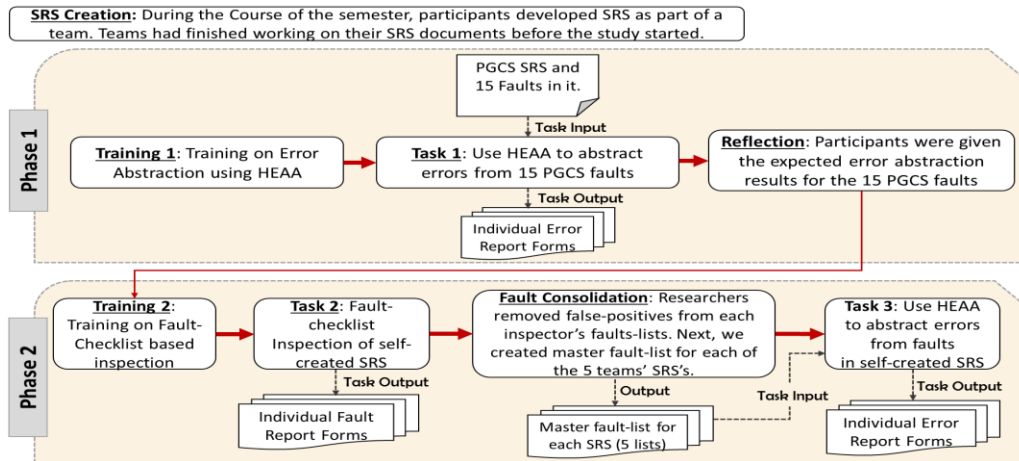 SRS Creation: During the Course of the semester, participants developed SRS as part of a
team. Teams had finished working on their SRS documents before the study started.
Phase 1
PGCS SRS and
15 Faults in it.
Task Input
Training 1: Training on Error
Abstraction using HEAA
Task 1: Use HEAA to abstract
errors from 15 PGCS faults
Reflection: Participants were given
the expected error abstraction
results for the 15 PGCS faults
Task Output
Individual Error
Report Forms
Phase 2
Training 2:
Training on Fault-
Checklist based
inspection
Task 2: Fault-
checklist
Inspection of self-
created SRS
Fault Consolidation: Researchers
removed false-positives from each
inspector's faults-lists. Next, we
created master fault-list for each of
the 5 teams' SRS's.
Task 3: Use HEAA
to abstract errors
from faults
in self-created SRS
Task Output
Output
Task Input
Task Output
Individual Fault
Report Forms
Master fault-list for
each SRS (5 lists)
Individual Error
Report Forms